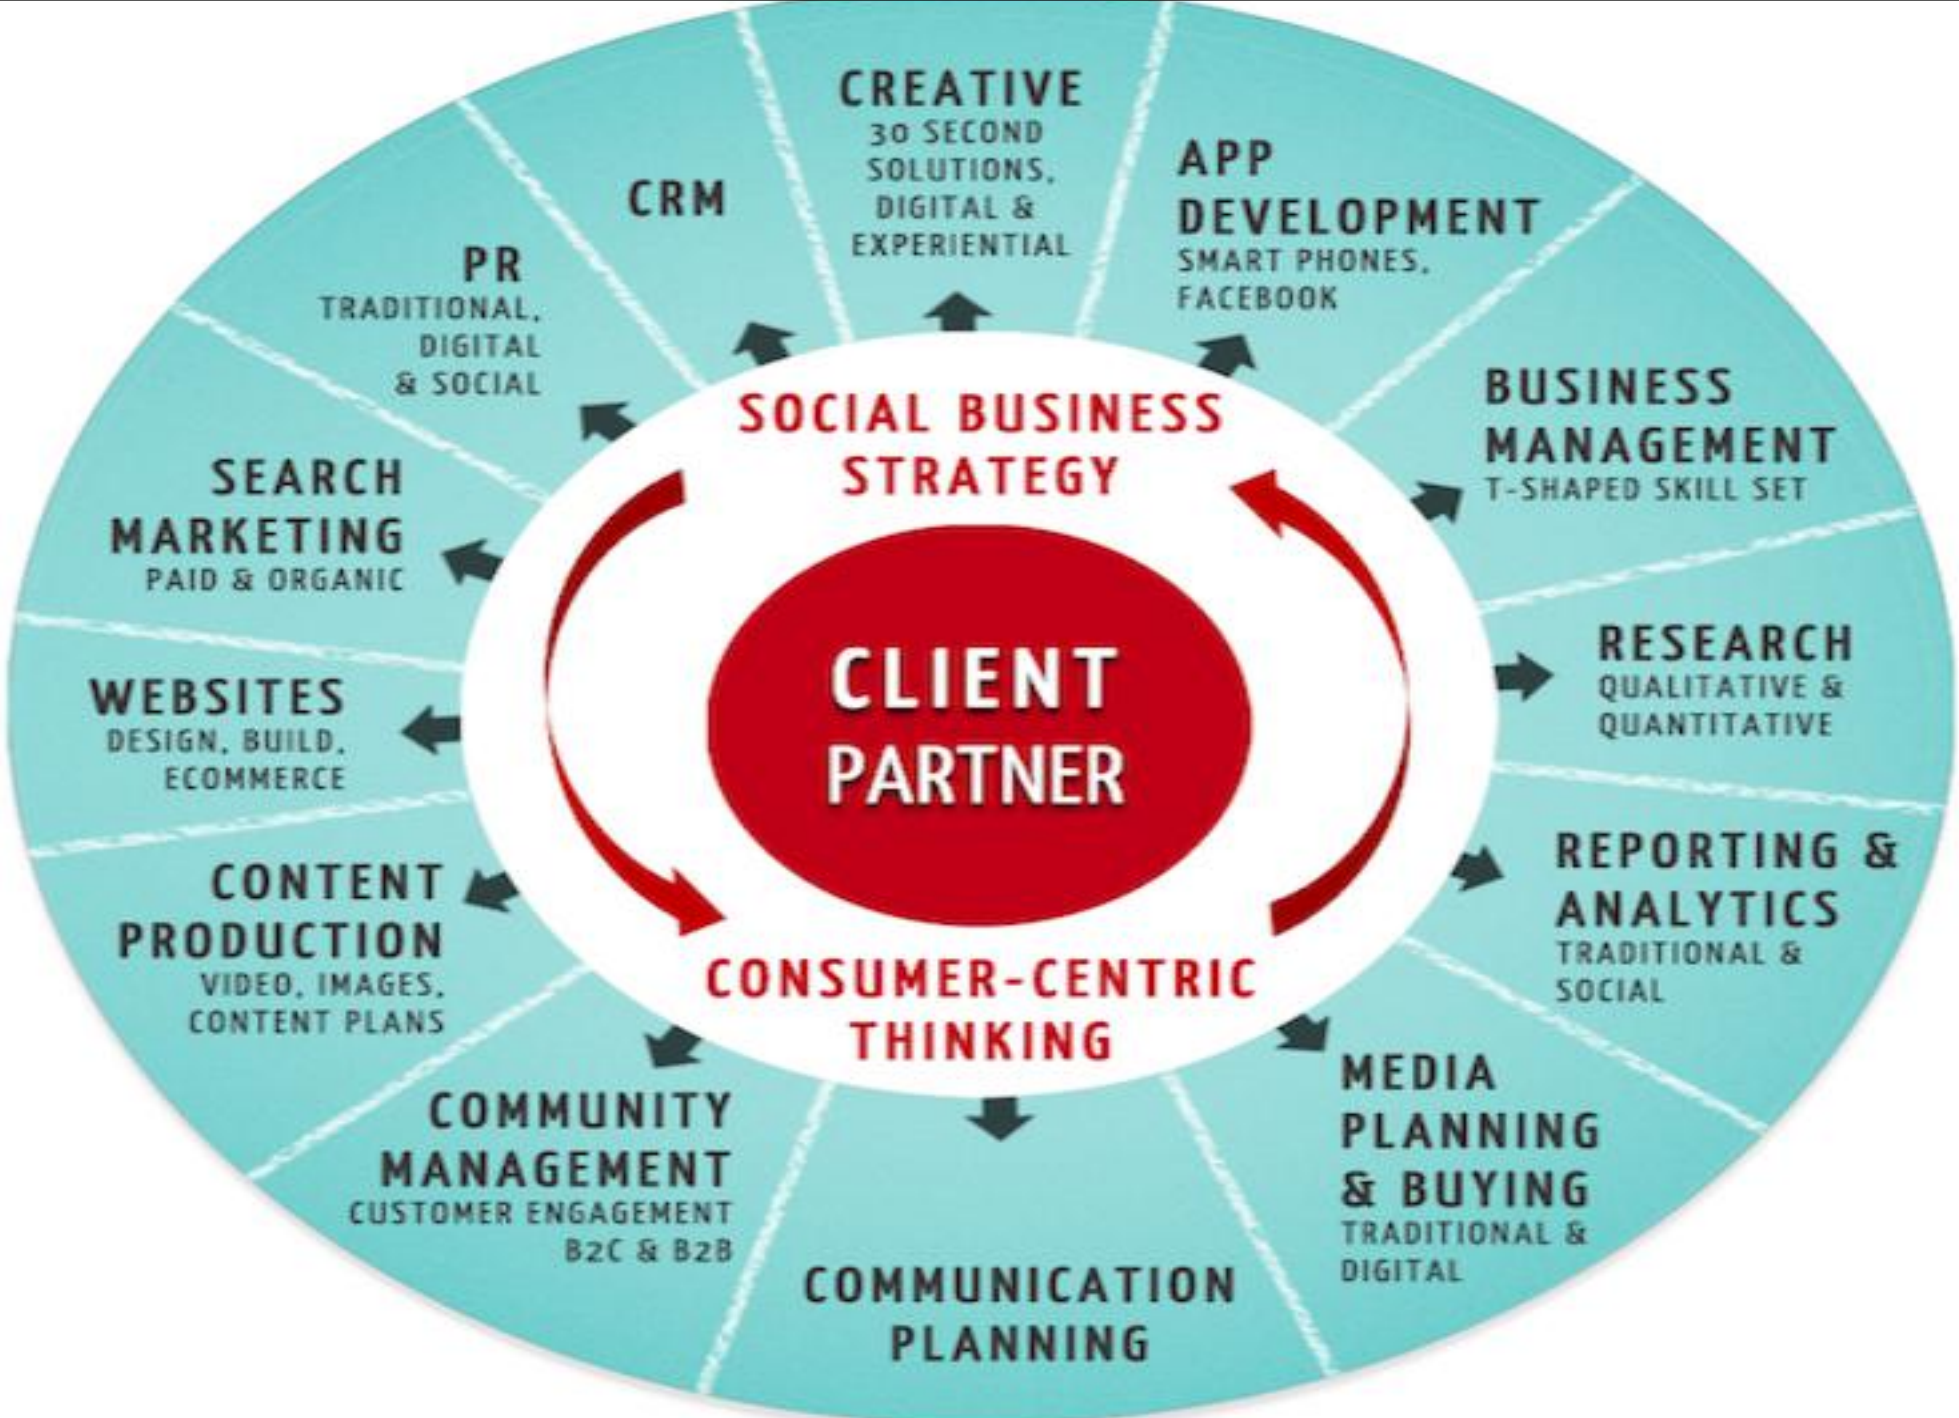 CREATIVE
30 SECOND
SOLUTIONS,
DIGITAL &
EXPERIENTIAL
APP
DEVELOPMENT
SMART PHONES,
FACEBOOK
BUSINESS
MANAGEMENT
T-SHAPED SKILL SET
RESEARCH
QUALITATIVE &
QUANTITATIVE
REPORTING &
ANALYTICS
TRADITIONAL &
SOCIAL
MEDIA
PLANNING
& BUYING
TRADITIONAL &
DIGITAL
COMMUNICATION
PLANNING
COMMUNITY
MANAGEMENT
CUSTOMER ENGAGEMENT
B2C & B2B
CONTENT
PRODUCTION
VIDEO, IMAGES,
CONTENT PLANS
WEBSITES
DESIGN, BUILD,
ECOMMERCE
SEARCH
MARKETING
PAID & ORGANIC
PR
TRADITIONAL,
DIGITAL
& SOCIAL
CRM
SOCIAL BUSINESS
STRATEGY
CLIENT
PARTNER
CONSUMER-CENTRIC
THINKING